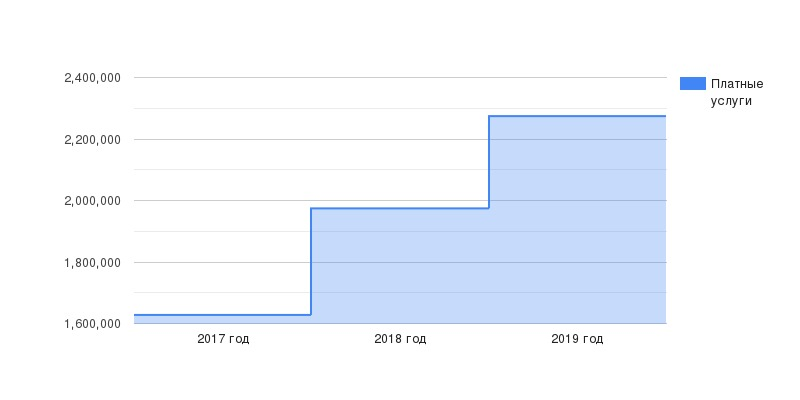 2,400,000
2,200,000
2,000,000
1,800,000
1,600,000
2017 год
2018 год
2019 год
Платные
услуги